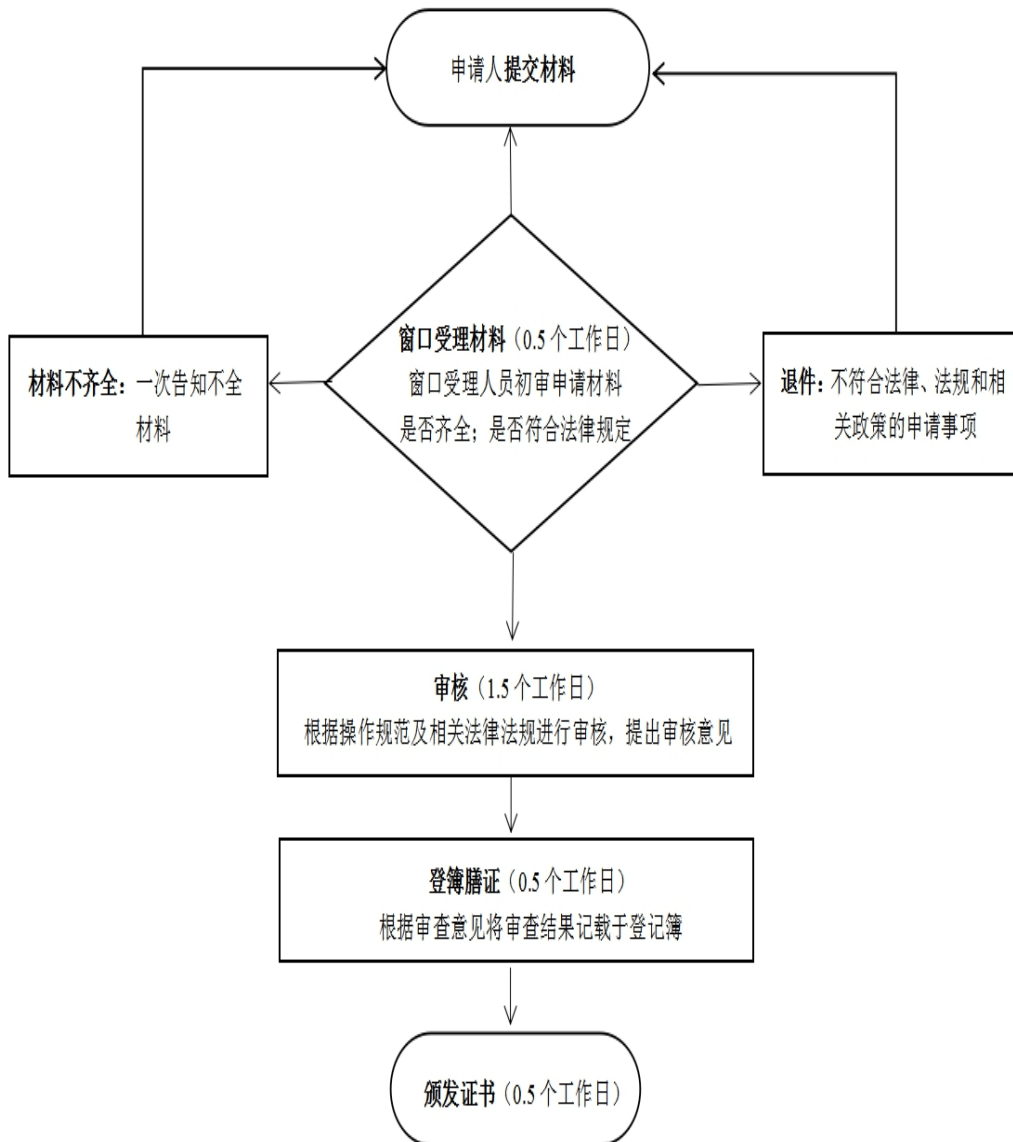 申请人提交材料
窗口受理材料（0.5个工作日）
窗口受理人员初审申请材料
是否齐全；是否符合法律规定
材料不齐全：一次告知不全
材料
退件：不符合法律、法规和相
关政策的申请事项
审核（1.5个工作日）
根据操作规范及相关法律法规进行审核，提出审核意见
登簿膳证（0.5个工作日）
根据审查意见将审查结果记载于登记簿
颁发证书（0.5个工作日）